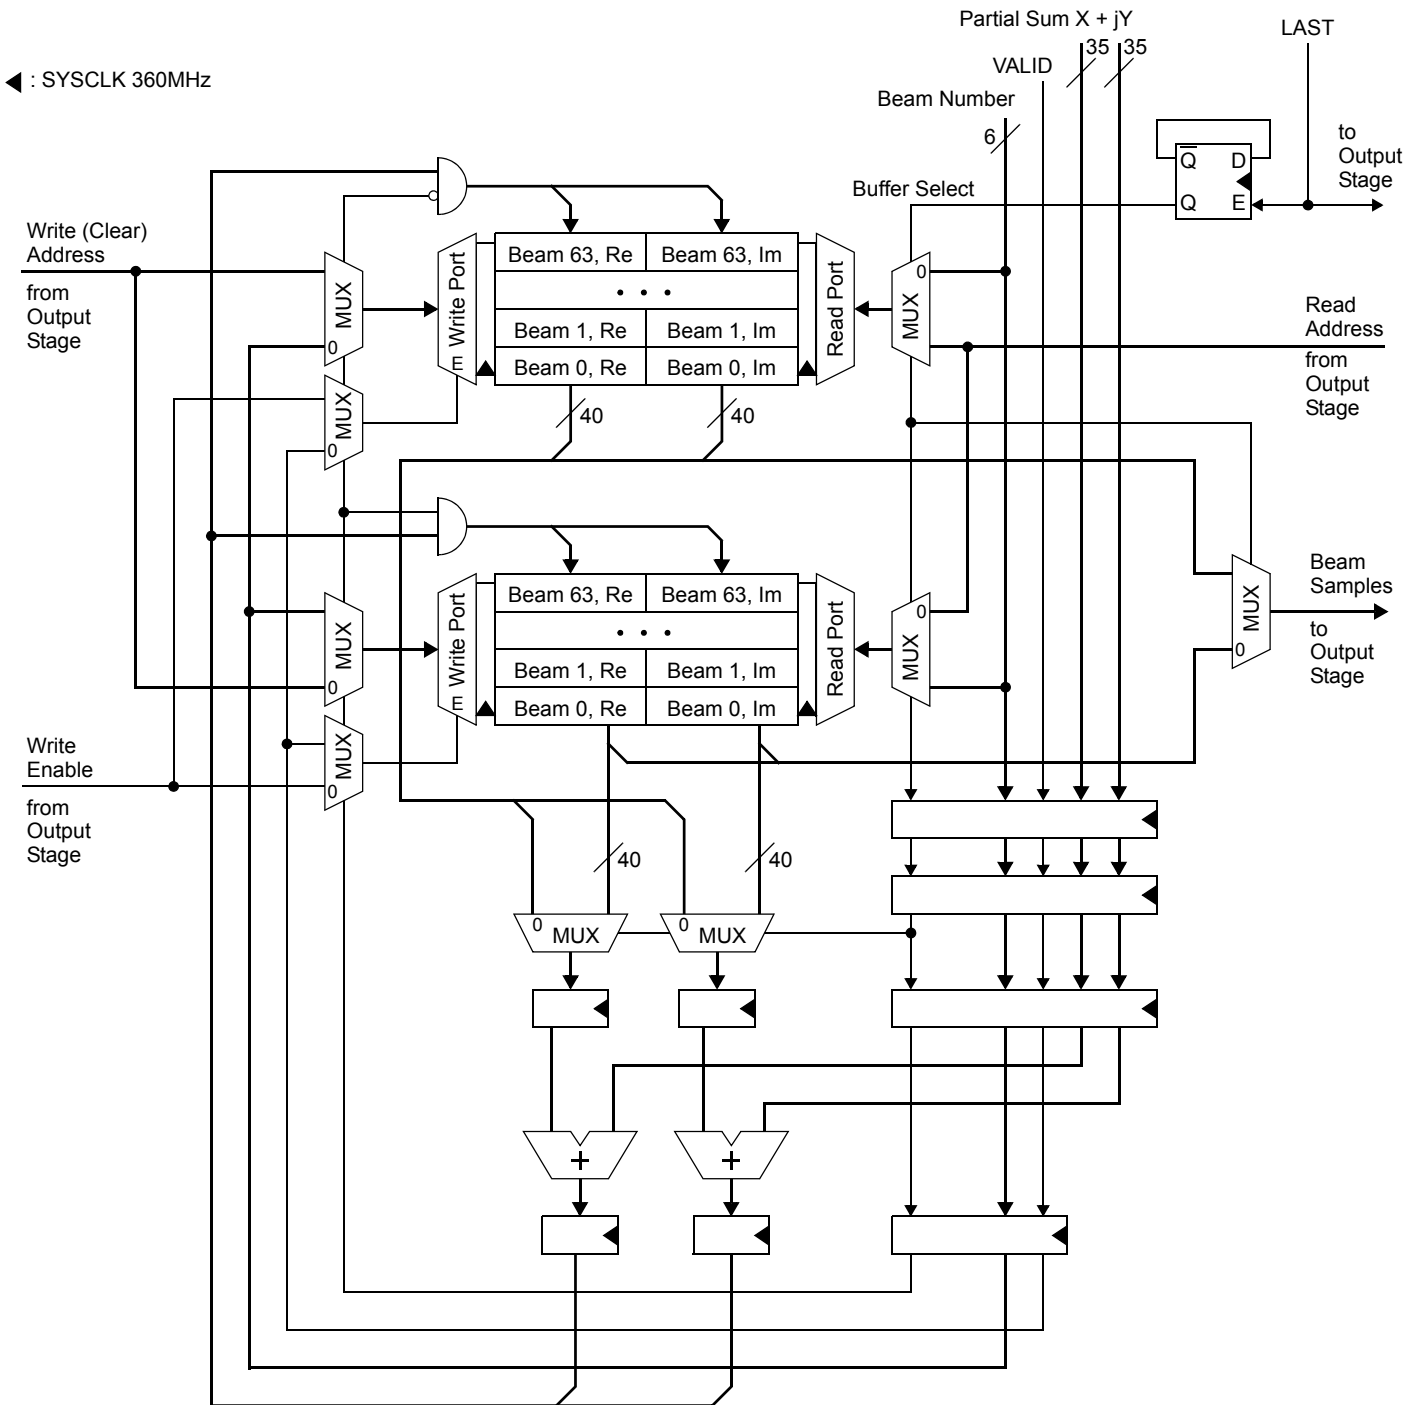 Partial Sum X + jY
LAST
35
35
: SYSCLK 360MHz
VALID
Beam Number
6
to
Output
Stage
Q
D
Q
E
Buffer Select
Write (Clear)
Address
from
Output
Stage
MUX
0
Write Port
E
Beam 63, Re
Beam 63, Im
• • •
Beam 1, Re
Beam 1, Im
Beam 0, Re
Beam 0, Im
Read Port
MUX
0
Read
Address
from
Output
Stage
MUX
0
40
40
MUX
0
Write Port
E
Beam 63, Re
Beam 63, Im
• • •
Beam 1, Re
Beam 1, Im
Beam 0, Re
Beam 0, Im
Read Port
MUX
0
MUX
0
Beam
Samples
to
Output
Stage
Write
Enable
from
Output
Stage
MUX
0
40
40
0
MUX
0
MUX
+
+